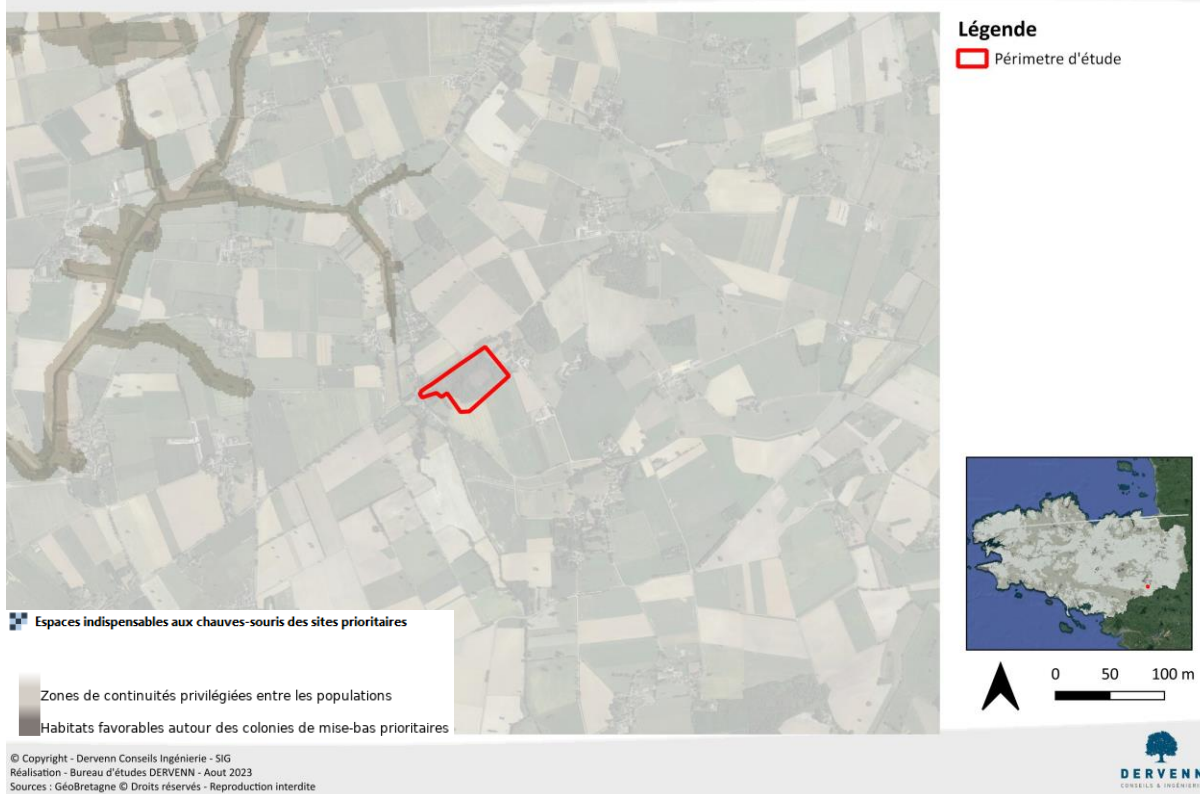 Légende
Périmetre d'étude
Espaces indispensables aux chauves-souris des sites prioritaires
Zones de continuités privilégiées entre les populations
Habitats favorables autour des colonies de mise-bas prioritaires
0 50 100 m
© Copyright - Dervenn Conseils Ingénierie - SIG
Réalisation - Bureau d'études DERVENN - Aout 2023
Sources : GéoBretagne © Droits réservés - Reproduction interdite
DERVENN
CONSEILS & INGÉNIERIE